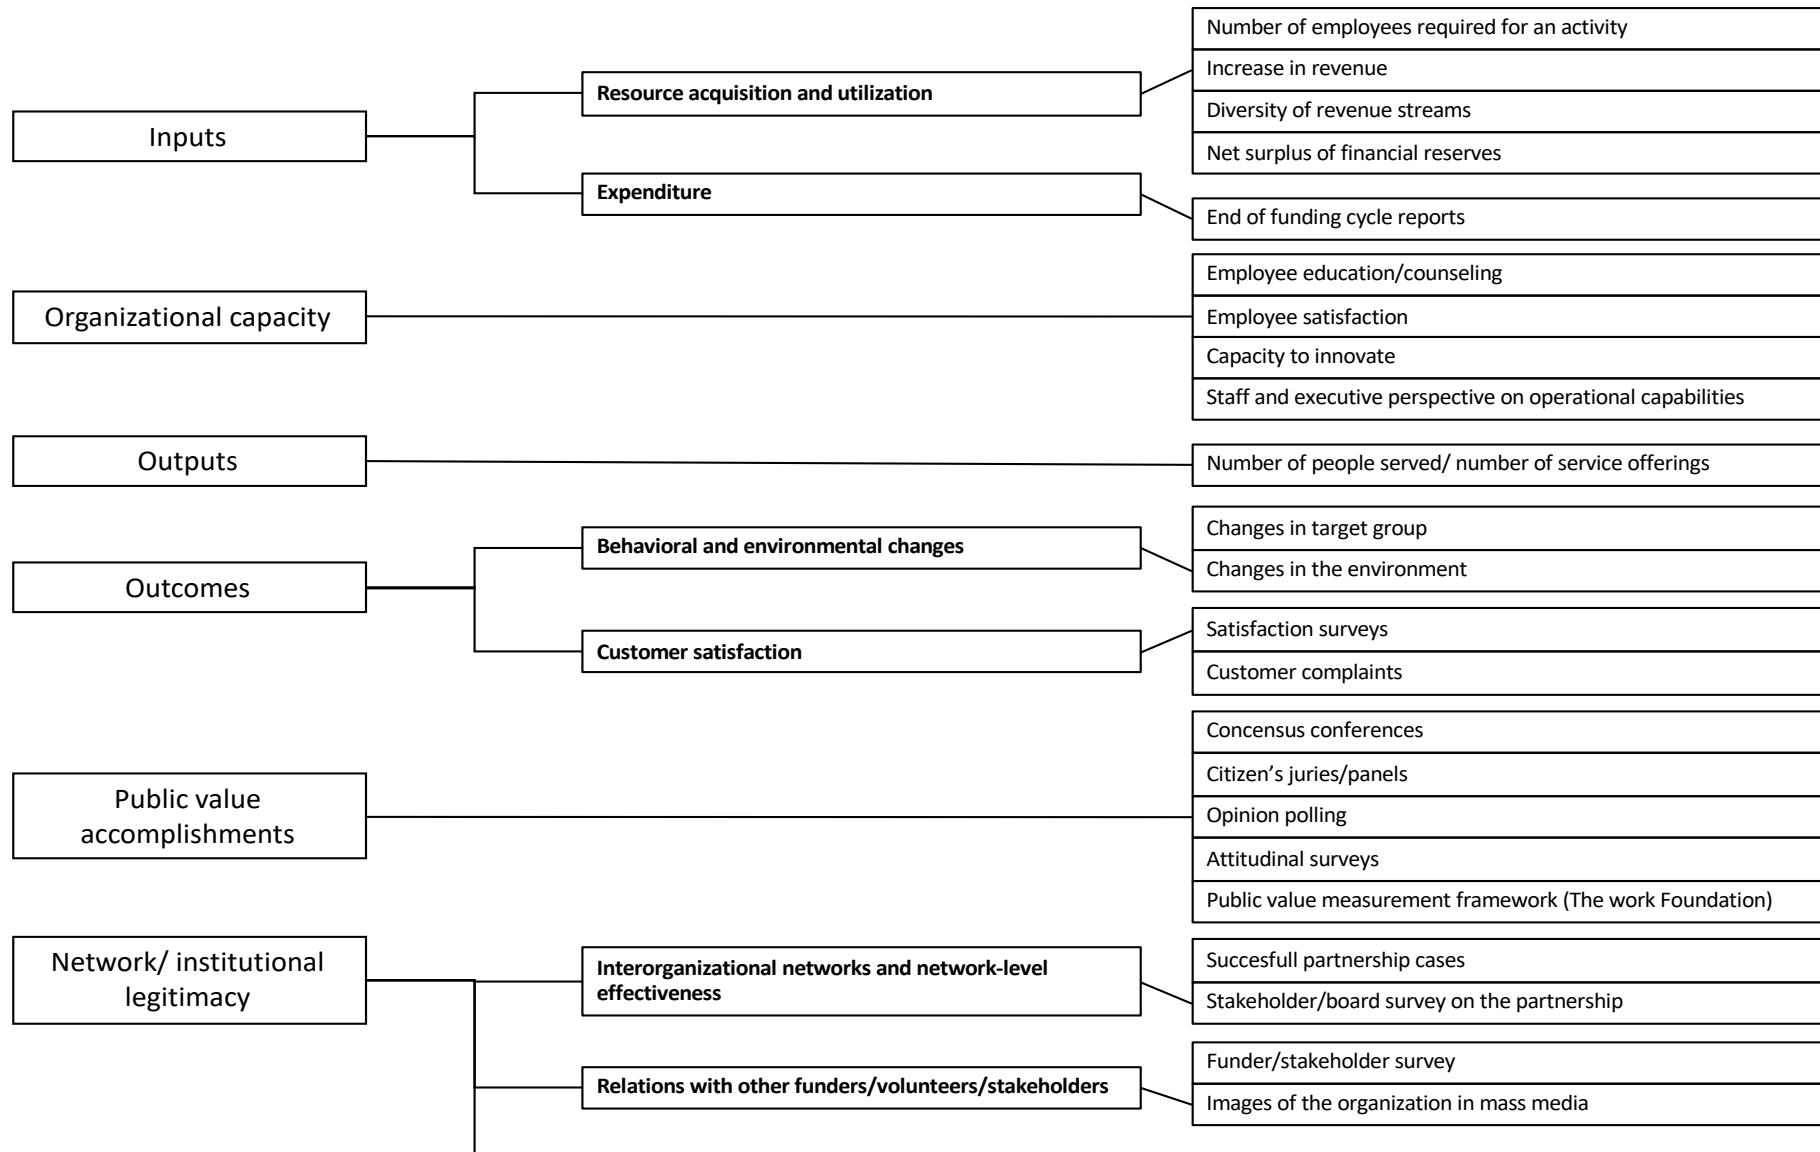 Inputs
Resource acquisition and utilization
Number of employees required for an activity
Increase in revenue
Diversity of revenue streams
Net surplus of financial reserves
Expenditure
End of funding cycle reports
Organizational capacity
Employee education/counseling
Employee satisfaction
Capacity to innovate
Staff and executive perspective on operational capabilities
Outputs
Number of people served/ number of service offerings
Outcomes
Behavioral and environmental changes
Changes in target group
Changes in the environment
Customer satisfaction
Satisfaction surveys
Customer complaints
Public value
accomplishments
Concensus conferences
Citizen’s juries/panels
Opinion polling
Attitudinal surveys
Public value measurement framework (The work Foundation)
Network/ institutional
legitimacy
Interorganizational networks and network-level
effectiveness
Succesfull partnership cases
Stakeholder/board survey on the partnership
Relations with other funders/volunteers/stakeholders
Funder/stakeholder survey
Images of the organization in mass media